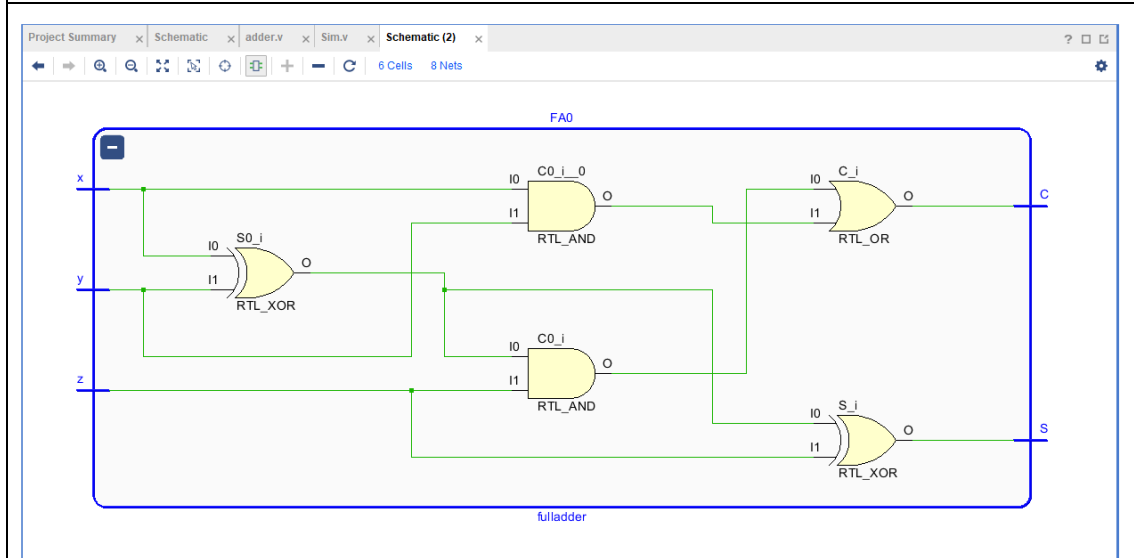 Project Summary × Schematic × adder.v × Sim.v × Schematic (2) ×
6 Cells 8 Nets
FA0
x
I0 C0_i__0 O
I1
RTL_AND
I0 C_i O
I1
RTL_OR
C
I0 S0_i O
I1
RTL_XOR
y
I0 C0_i O
I1
RTL_AND
z
I0 S_i O
I1
RTL_XOR
S
fulladder